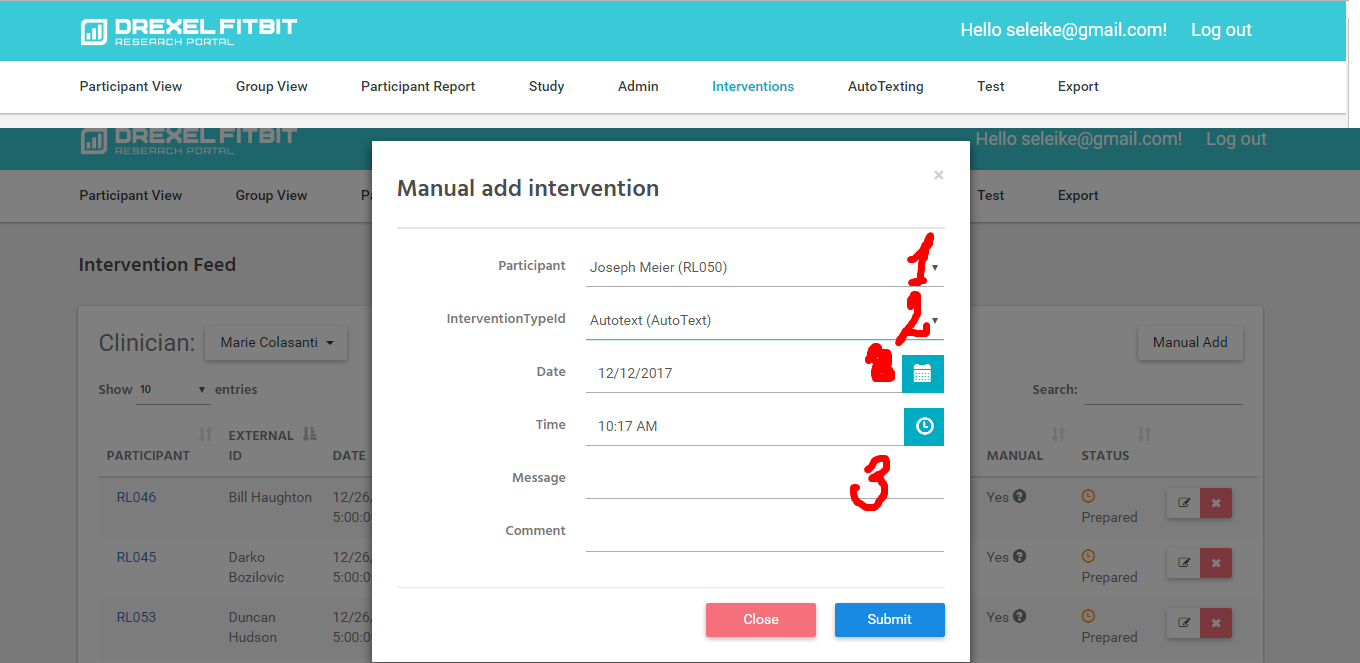 DREXEL FITBIT
RESEARCH PORTAL
Hello seleike@gmail.com! Log out
Participant View Group View Participant Report Study Admin Interventions AutoTexting Test Export
DREXEL FITBIT
RESEARCH PORTAL
Hello seleike@gmail.com! Log out
Participant View Group View P Test Export
Manual add intervention ×
Intervention Feed
Participant Joseph Meier (RL050) 1
InterventionTypeId Autotext (AutoText) 2
Date 12/12/2017
Time 10:17 AM
Message 3
Comment
Close Submit
Clinician: Marie Colasanti Manual Add
Show 10 entries Search:
PARTICIPANT EXTERNAL ID DATE MANUAL STATUS
RL046 Bill Haughton 12/26/ Yes Prepared
5:00:0
RL045 Darko Bozilovic 12/26/ Yes Prepared
5:00:0
RL053 Duncan Hudson 12/26/ Yes Prepared
5:00:0